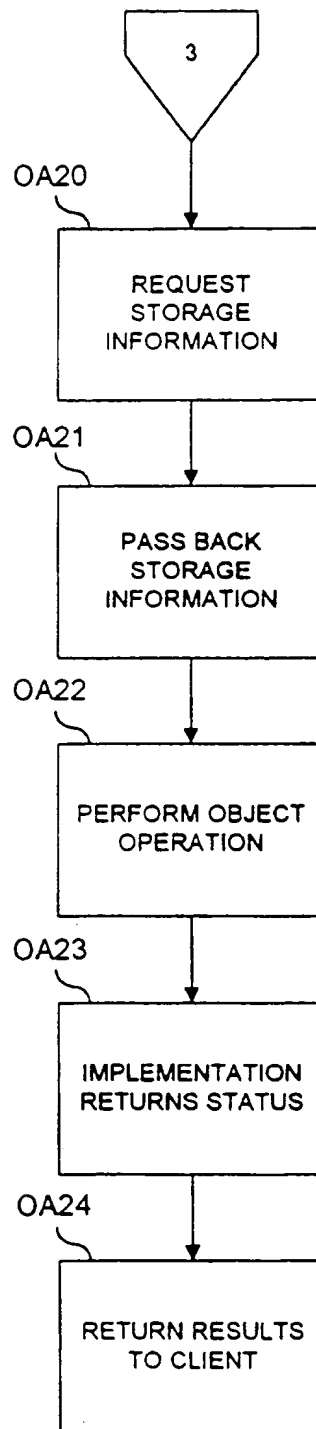 3
OA20
REQUEST
STORAGE
INFORMATION
OA21
PASS BACK
STORAGE
INFORMATION
OA22
PERFORM OBJECT
OPERATION
OA23
IMPLEMENTATION
RETURNS STATUS
OA24
RETURN RESULTS
TO CLIENT